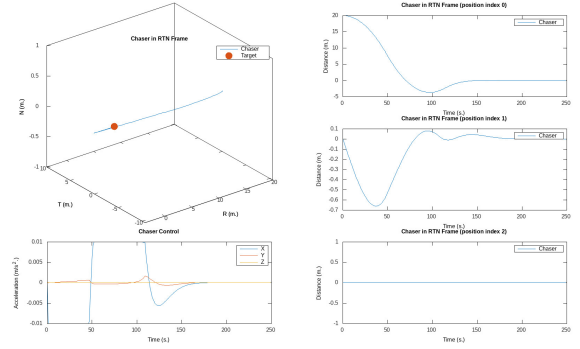 Chaser in RTN Frame
Chaser
Target
1
0.5
0
-0.5
-1
N (m.)
10
5
0
-5
-10
T (m.)
0
10
20
R (m.)
Chaser in RTN Frame (position index 0)
Chaser
20
15
10
5
0
-5
Distance (m.)
0 50 100 150 200 250
Time (s.)
Chaser in RTN Frame (position index 1)
Chaser
0.1
0
-0.1
-0.2
-0.3
-0.4
-0.5
-0.6
-0.7
Distance (m.)
0 50 100 150 200 250
Time (s.)
Chaser Control
X
Y
Z
0.01
0.005
0
-0.005
-0.01
0 50 100 150 200 250
Time (s.)
Chaser in RTN Frame (position index 2)
Chaser
1
0.5
0
-0.5
-1
Distance (m.)
0 50 100 150 200 250
Time (s.)